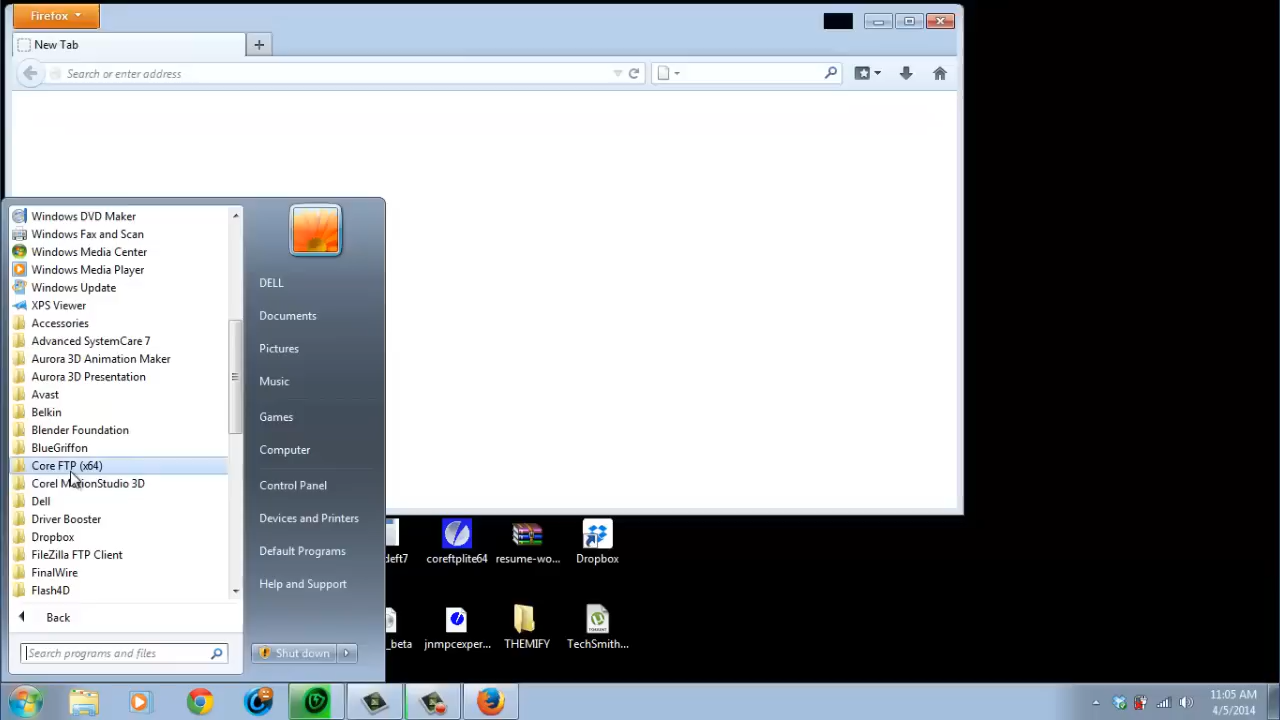 Firefox
New Tab
Search or enter address
Windows DVD Maker
Windows Fax and Scan
Windows Media Center
Windows Media Player
Windows Update
XPS Viewer
Accessories
Advanced SystemCare 7
Aurora 3D Animation Maker
Aurora 3D Presentation
Avast
Belkin
Blender Foundation
BlueGriffon
Core FTP (x64)
Corel MotionStudio 3D
Dell
Driver Booster
Dropbox
FileZilla FTP Client
FinalWire
Flash4D
Back
Search programs and files
DELL
Documents
Pictures
Music
Games
Computer
Control Panel
Devices and Printers
Default Programs
Help and Support
Shut down
deft7
coreftplite64
resume-wo...
Dropbox
_beta
jnmpcexper...
THEMIFY
TechSmith...
11:05 AM
4/5/2014